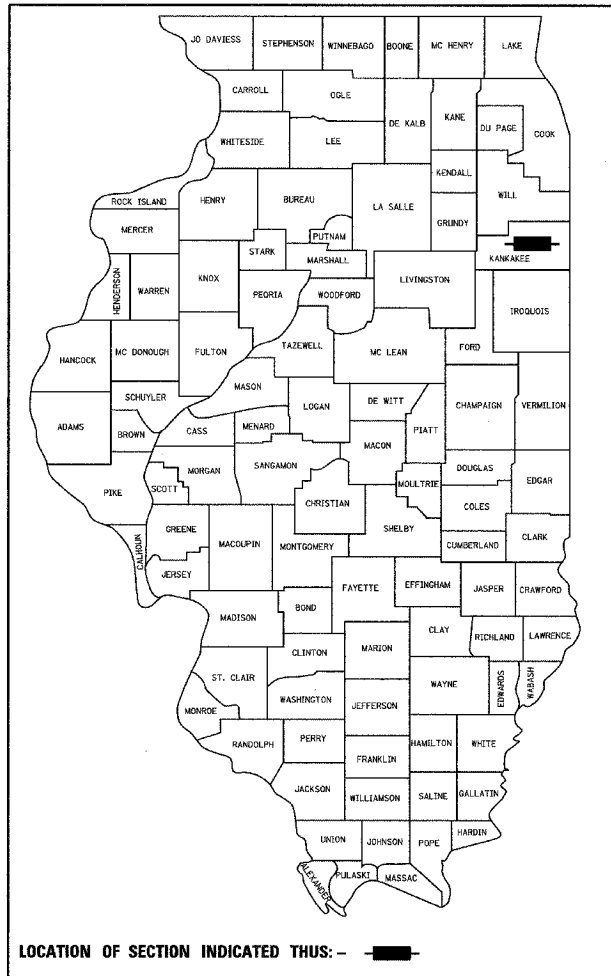 JO DAVIESS
STEPHENSON
WINNEBAGO
BOONE
MC HENRY
LAKE
CARROLL
OGLE
DE KALB
KANE
DU PAGE
COOK
WHITESIDE
LEE
KENDALL
WILL
ROCK ISLAND
HENRY
BUREAU
LA SALLE
GRUNDY
MERCER
PUTNAM
KANKAKEE
STARK
MARSHALL
LIVINGSTON
HENDERSON
WARREN
KNOX
PEORIA
WOODFORD
IROQUOIS
HANCOCK
MC DONOUGH
FULTON
TAZEWELL
MC LEAN
FORD
SCHUYLER
MASON
LOGAN
DE WITT
PIATT
CHAMPAIGN
VERMILION
ADAMS
BROWN
CASS
MENARD
MACON
PIKE
SCOTT
MORGAN
SANGAMON
CHRISTIAN
MOULTRIE
DOUGLAS
COLES
EDGAR
CALHOUN
GREENE
JERSEY
MACOUPIN
MONTGOMERY
SHELBY
CUMBERLAND
CLARK
MADISON
BOND
FAYETTE
EFFINGHAM
JASPER
CRAWFORD
CLINTON
MARION
CLAY
RICHLAND
LAWRENCE
ST. CLAIR
MONROE
WASHINGTON
JEFFERSON
WAYNE
EDWARDS
WABASH
RANDOLPH
PERRY
FRANKLIN
HAMILTON
WHITE
JACKSON
WILLIAMSON
SALINE
GALLATIN
UNION
JOHNSON
POPE
HARDIN
ALEXANDER
PULASKI
MASSAC
LOCATION OF SECTION INDICATED THUS: -